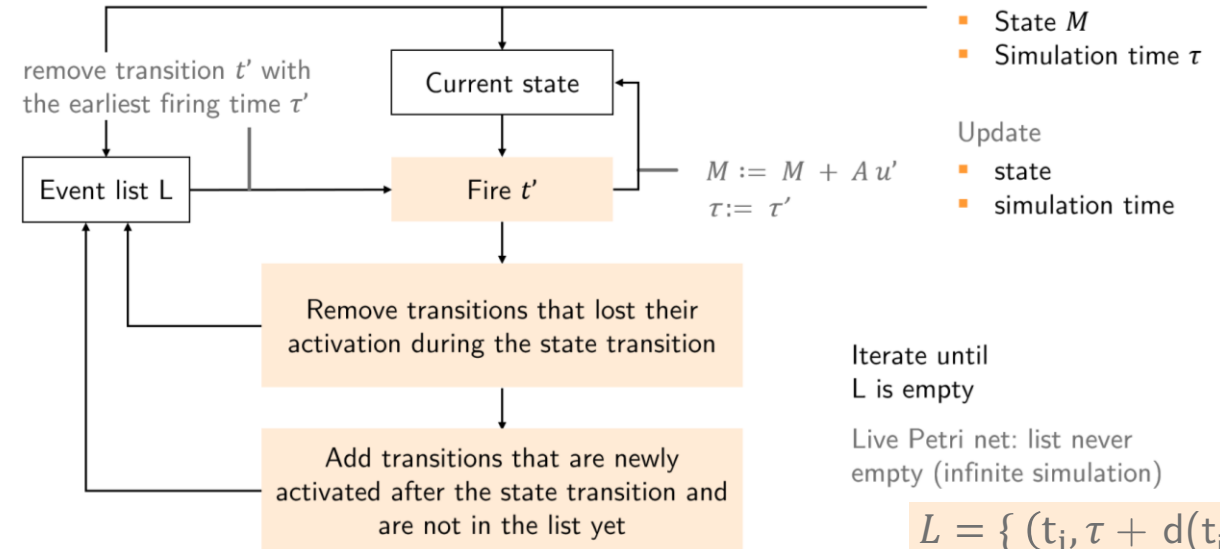 State M
Simulation time τ
remove transition t' with
the earliest firing time τ'
Current state
Update
state
simulation time
Event list L
Fire t'
M := M + A u'
τ:= τ'
Remove transitions that lost their
activation during the state transition
Iterate until
L is empty
Live Petri net: list never
empty (infinite simulation)
Add transitions that are newly
activated after the state transition and
are not in the list yet
L = { (tᵢ, τ + d(t